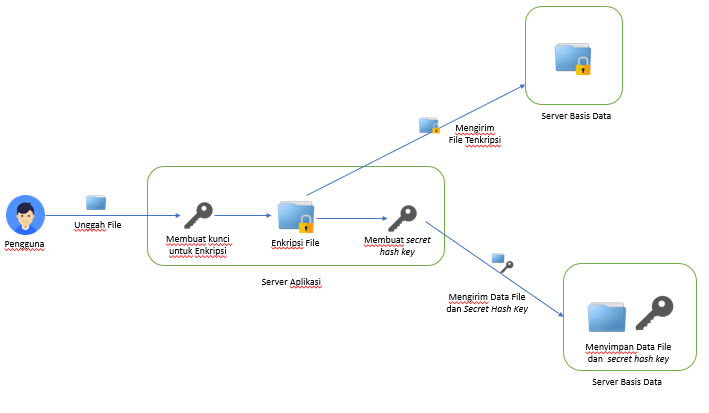 Server Basis Data
Mengirim
File Tenkripsi
Unggah File
Pengguna
Membuat kunci
untuk Enkripsi
Enkripsi File
Membuat secret
hash key
Server Aplikasi
Mengirim Data File
dan Secret Hash Key
Menyimpan Data File
dan secret hash key
Server Basis Data